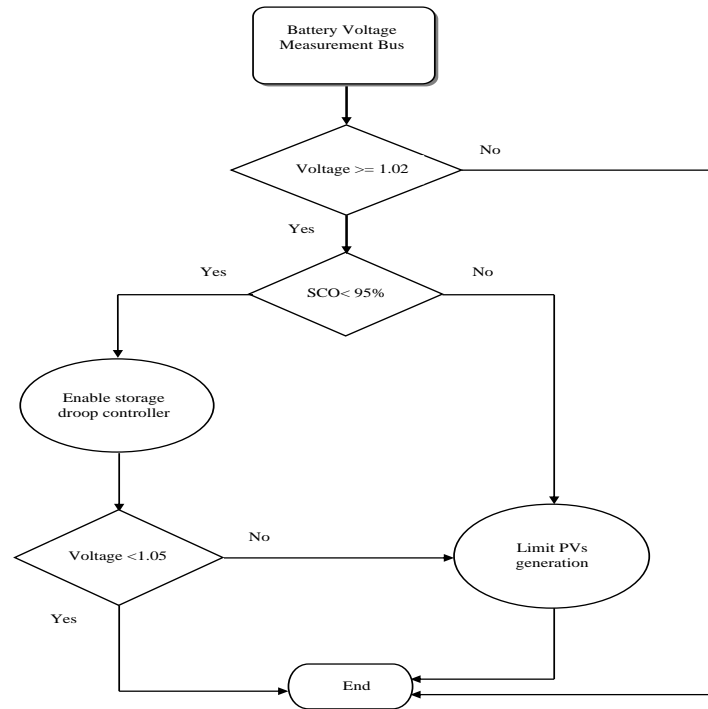 Battery Voltage
Measurement Bus
No
Voltage >= 1.02
Yes
Yes
No
SCO< 95%
Enable storage
droop controller
No
Voltage <1.05
Limit PVs
generation
Yes
End